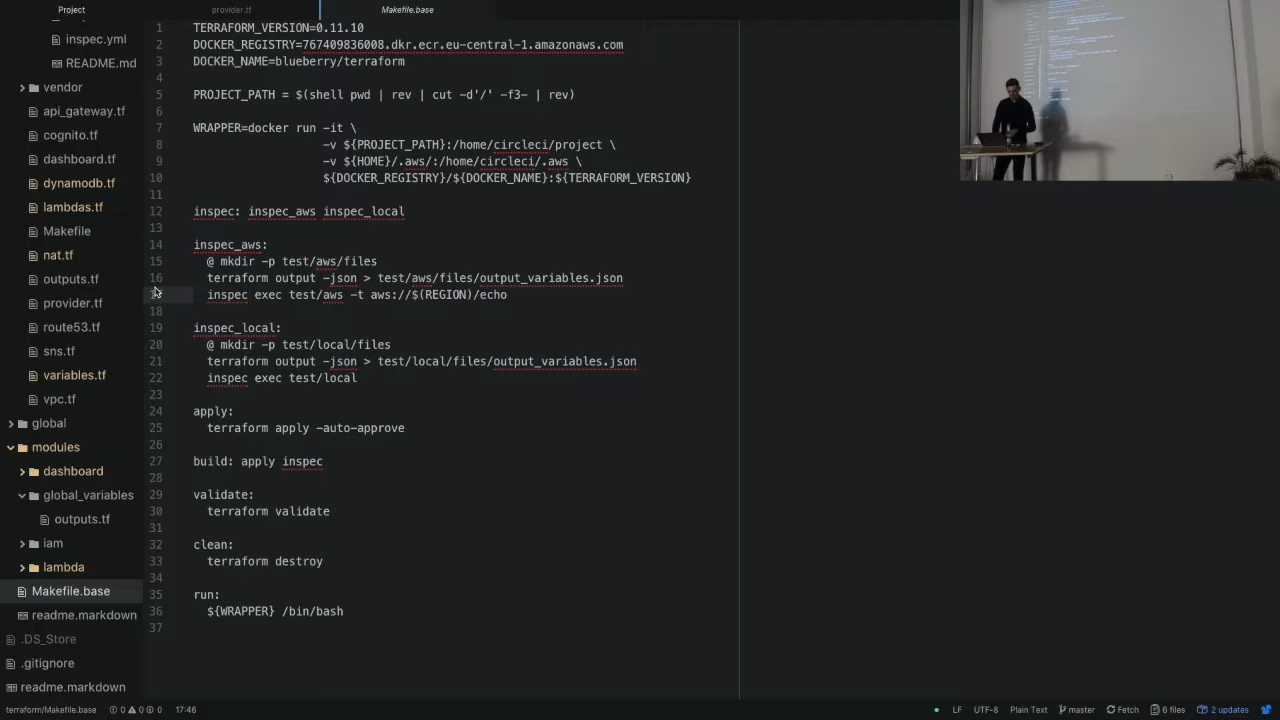 Project
provider.tf
Makefile.base
inspec.yml
README.md
vendor
api_gateway.tf
cognito.tf
dashboard.tf
dynamodb.tf
lambdas.tf
Makefile
nat.tf
outputs.tf
provider.tf
route53.tf
sns.tf
variables.tf
vpc.tf
global
modules
dashboard
global_variables
outputs.tf
iam
lambda
Makefile.base
readme.markdown
.DS_Store
.gitignore
readme.markdown
1 TERRAFORM_VERSION=0.11.10
2 DOCKER_REGISTRY=767409836008.dkr.ecr.eu-central-1.amazonaws.com
3 DOCKER_NAME=blueberry/terraform
4
5 PROJECT_PATH = $(shell pwd | rev | cut -d'/' -f3- | rev)
6
7 WRAPPER=docker run -it \
8 -v ${PROJECT_PATH}:/home/circleci/project \
9 -v ${HOME}/.aws/:/home/circleci/.aws \
10 ${DOCKER_REGISTRY}/${DOCKER_NAME}:${TERRAFORM_VERSION}
11
12 inspec: inspec_aws inspec_local
13
14 inspec_aws:
15 @ mkdir -p test/aws/files
16 terraform output -json > test/aws/files/output_variables.json
inspec exec test/aws -t aws://$(REGION)/echo
18
19 inspec_local:
20 @ mkdir -p test/local/files
21 terraform output -json > test/local/files/output_variables.json
22 inspec exec test/local
23
24 apply:
25 terraform apply -auto-approve
26
27 build: apply inspec
28
29 validate:
30 terraform validate
31
32 clean:
33 terraform destroy
34
35 run:
36 ${WRAPPER} /bin/bash
37
terraform/Makefile.base 0 0 0 17:46
LF UTF-8 Plain Text master Fetch 6 files 2 updates